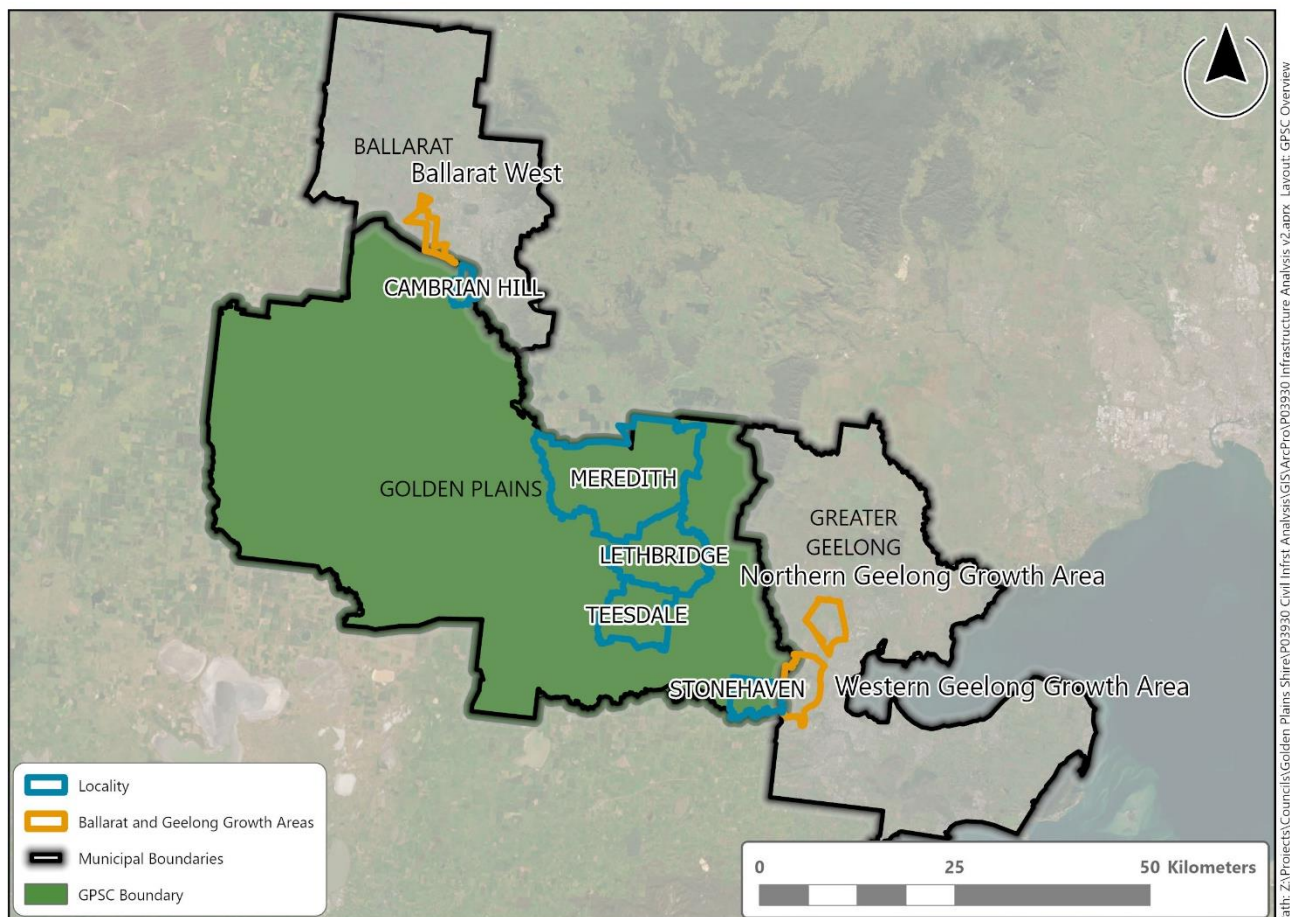 BALLARAT
Ballarat West
CAMBRIAN HILL
MEREDITH
GOLDEN PLAINS
GREATER
GEELONG
LETHBRIDGE
Northern Geelong Growth Area
TEESDALE
STONEHAVEN
Western Geelong Growth Area
Locality
Ballarat and Geelong Growth Areas
Municipal Boundaries
GPSC Boundary
0 25 50 Kilometers
ath: Z:\Projects\Councils\Golden Plains Shire\P03930 Civil Infrst Analysis\GIS\ArcPro\P03930 Infrastructure Analysis v2.aprx Layout: GPSC Overview